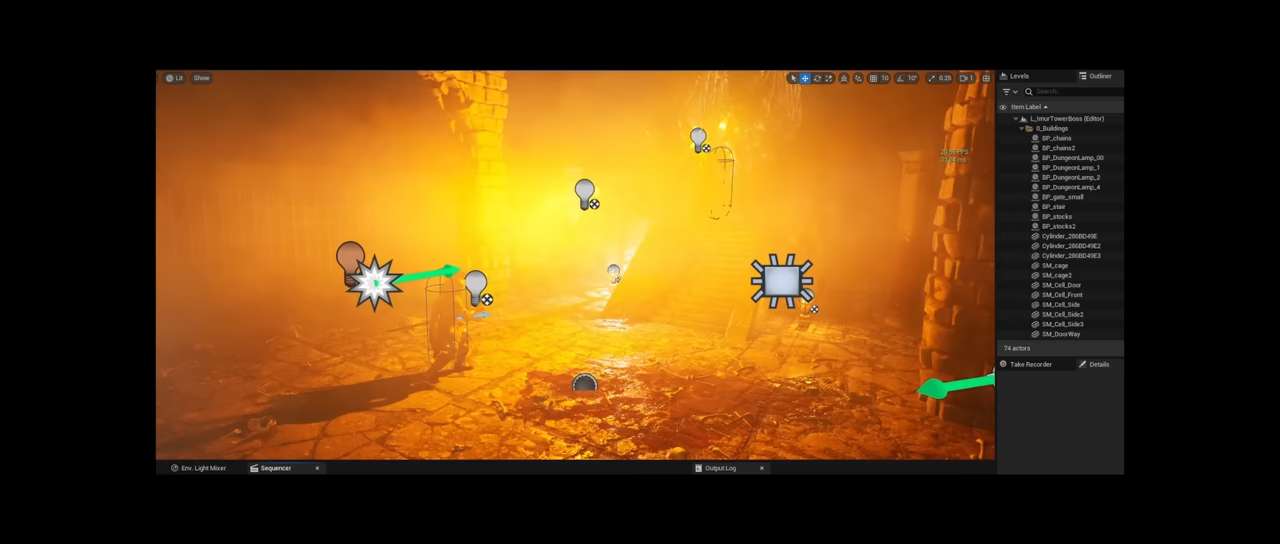 Lit Show 10 10° 0.25 1
Levels Outliner
Search...
Item Label
L_ImurTowerBoss (Editor)
0_Buildings
BP_chains
BP_chains2
BP_DungeonLamp_00
BP_DungeonLamp_1
BP_DungeonLamp_2
BP_DungeonLamp_4
BP_gate_small
BP_stair
BP_stocks
BP_stocks2
Cylinder_286BD49E
Cylinder_286BD49E2
Cylinder_286BD49E3
SM_cage
SM_cage2
SM_Cell_Door
SM_Cell_Front
SM_Cell_Side
SM_Cell_Side2
SM_Cell_Side3
SM_DoorWay
74 actors
Take Recorder Details
Env. Light Mixer Sequencer Output Log